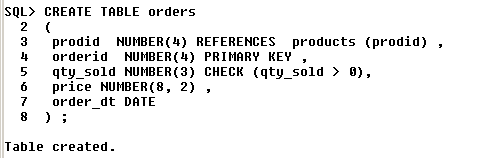 SQL> CREATE TABLE orders
2 (
3 prodid NUMBER(4) REFERENCES products (prodid) ,
4 orderid NUMBER(4) PRIMARY KEY ,
5 qty_sold NUMBER(3) CHECK (qty_sold > 0),
6 price NUMBER(8, 2) ,
7 order_dt DATE
8 ) ;
Table created.